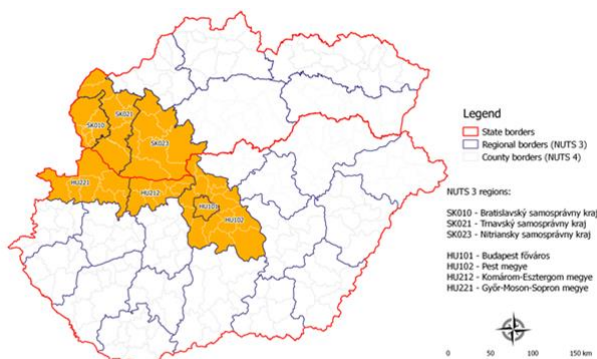 SK010
SK021
SK023
HU221
HU212
HU101
HU102
Legend
State borders
Regional borders (NUTS 3)
County borders (NUTS 4)
NUTS 3 regions:
SK010 - Bratislavský samosprávny kraj
SK021 - Trnavský samosprávny kraj
SK023 - Nitriansky samosprávny kraj
HU101 - Budapest főváros
HU102 - Pest megye
HU212 - Komárom-Esztergom megye
HU221 - Győr-Moson-Sopron megye
0 50 100 150 km